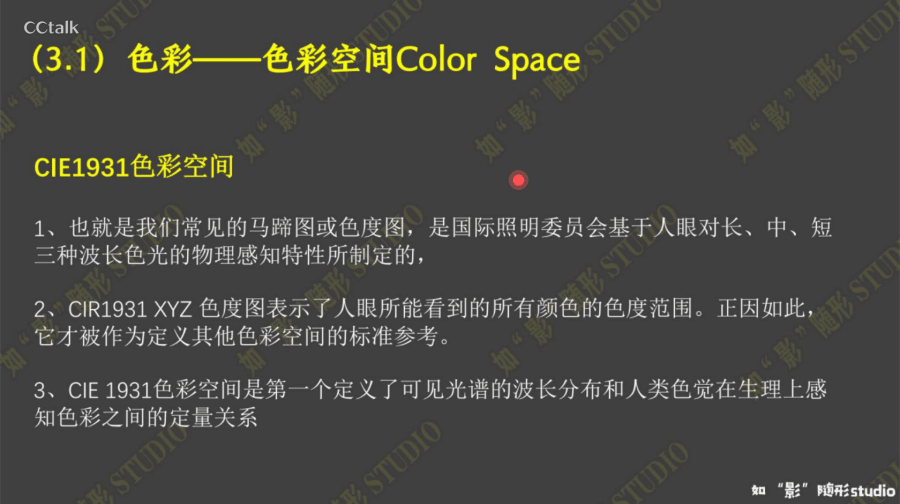 CCtalk
（3.1）色彩——色彩空间Color Space
CIE1931色彩空间
1、也就是我们常见的马蹄图或色度图，是国际照明委员会基于人眼对长、中、短
三种波长色光的物理感知特性所制定的，
2、CIR1931 XYZ 色度图表示了人眼所能看到的所有颜色的色度范围。正因如此，
它才被作为定义其他色彩空间的标准参考。
3、CIE 1931色彩空间是第一个定义了可见光谱的波长分布和人类色觉在生理上感
知色彩之间的定量关系
如“影”随形studio
如“影”随形 STUDIO